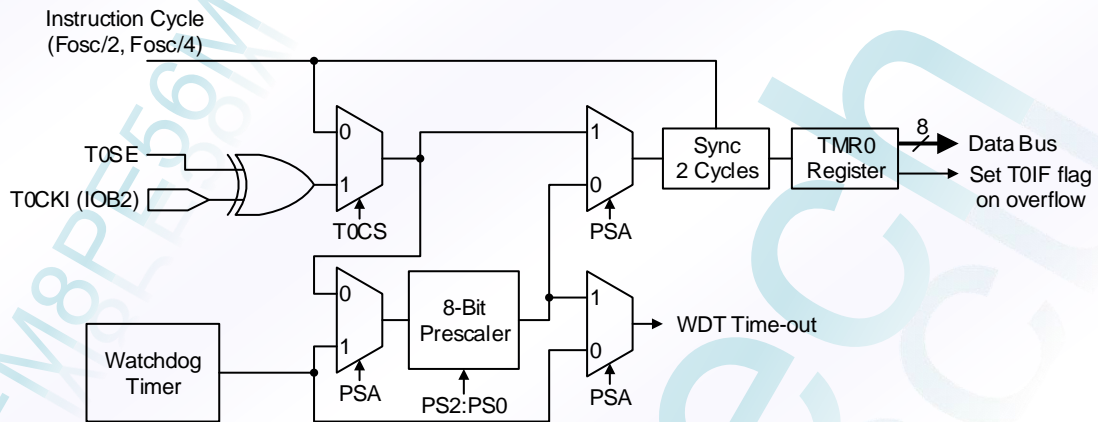 Instruction Cycle
(Fosc/2, Fosc/4)
T0SE
T0CKI (IOB2)
0
1
T0CS
1
0
PSA
Sync
2 Cycles
TMR0
Register
8
Data Bus
Set T0IF flag
on overflow
0
1
PSA
8-Bit
Prescaler
PS2:PS0
1
0
PSA
WDT Time-out
Watchdog
Timer
FM8PE56M
ech